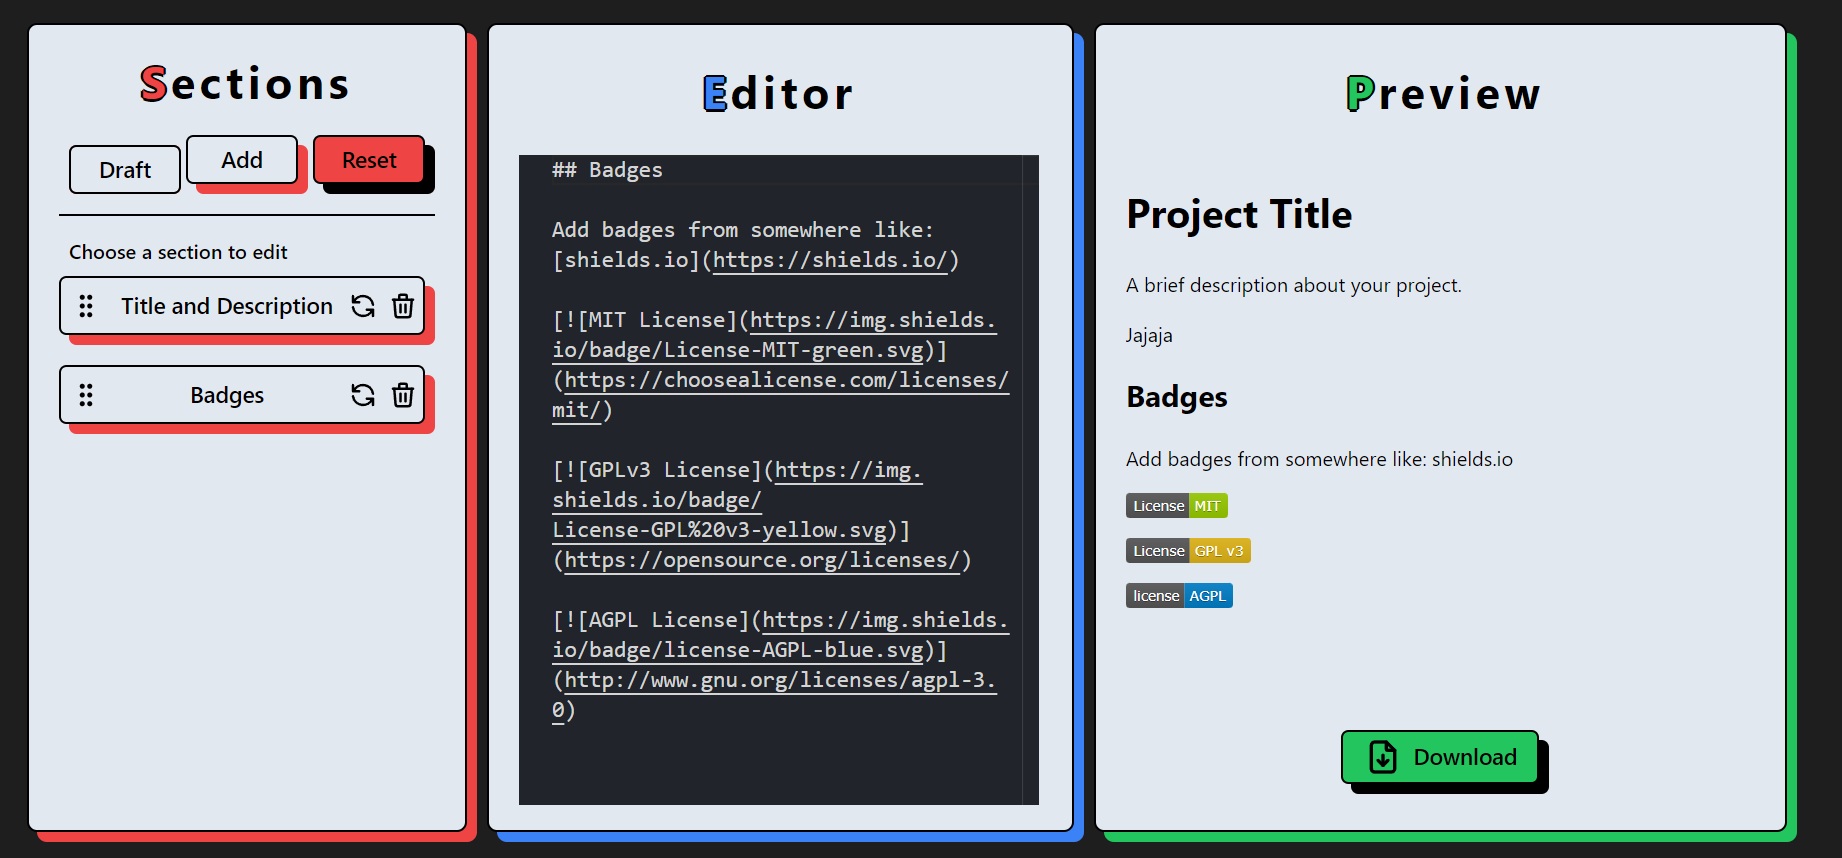 Sections
Draft
Add
Reset
Choose a section to edit
Title and Description
Badges
Editor
## Badges
Add badges from somewhere like:
[shields.io](https://shields.io/)
[![MIT License](https://img.shields.
io/badge/License-MIT-green.svg)]
(https://choosealicense.com/licenses/
mit/)
[![GPLv3 License](https://img.
shields.io/badge/
License-GPL%20v3-yellow.svg)]
(https://opensource.org/licenses/)
[![AGPL License](https://img.shields.
io/badge/license-AGPL-blue.svg)]
(http://www.gnu.org/licenses/agpl-3.
0)
Preview
Project Title
A brief description about your project.
Jajaja
Badges
Add badges from somewhere like: shields.io
License MIT
License GPL v3
license AGPL
Download